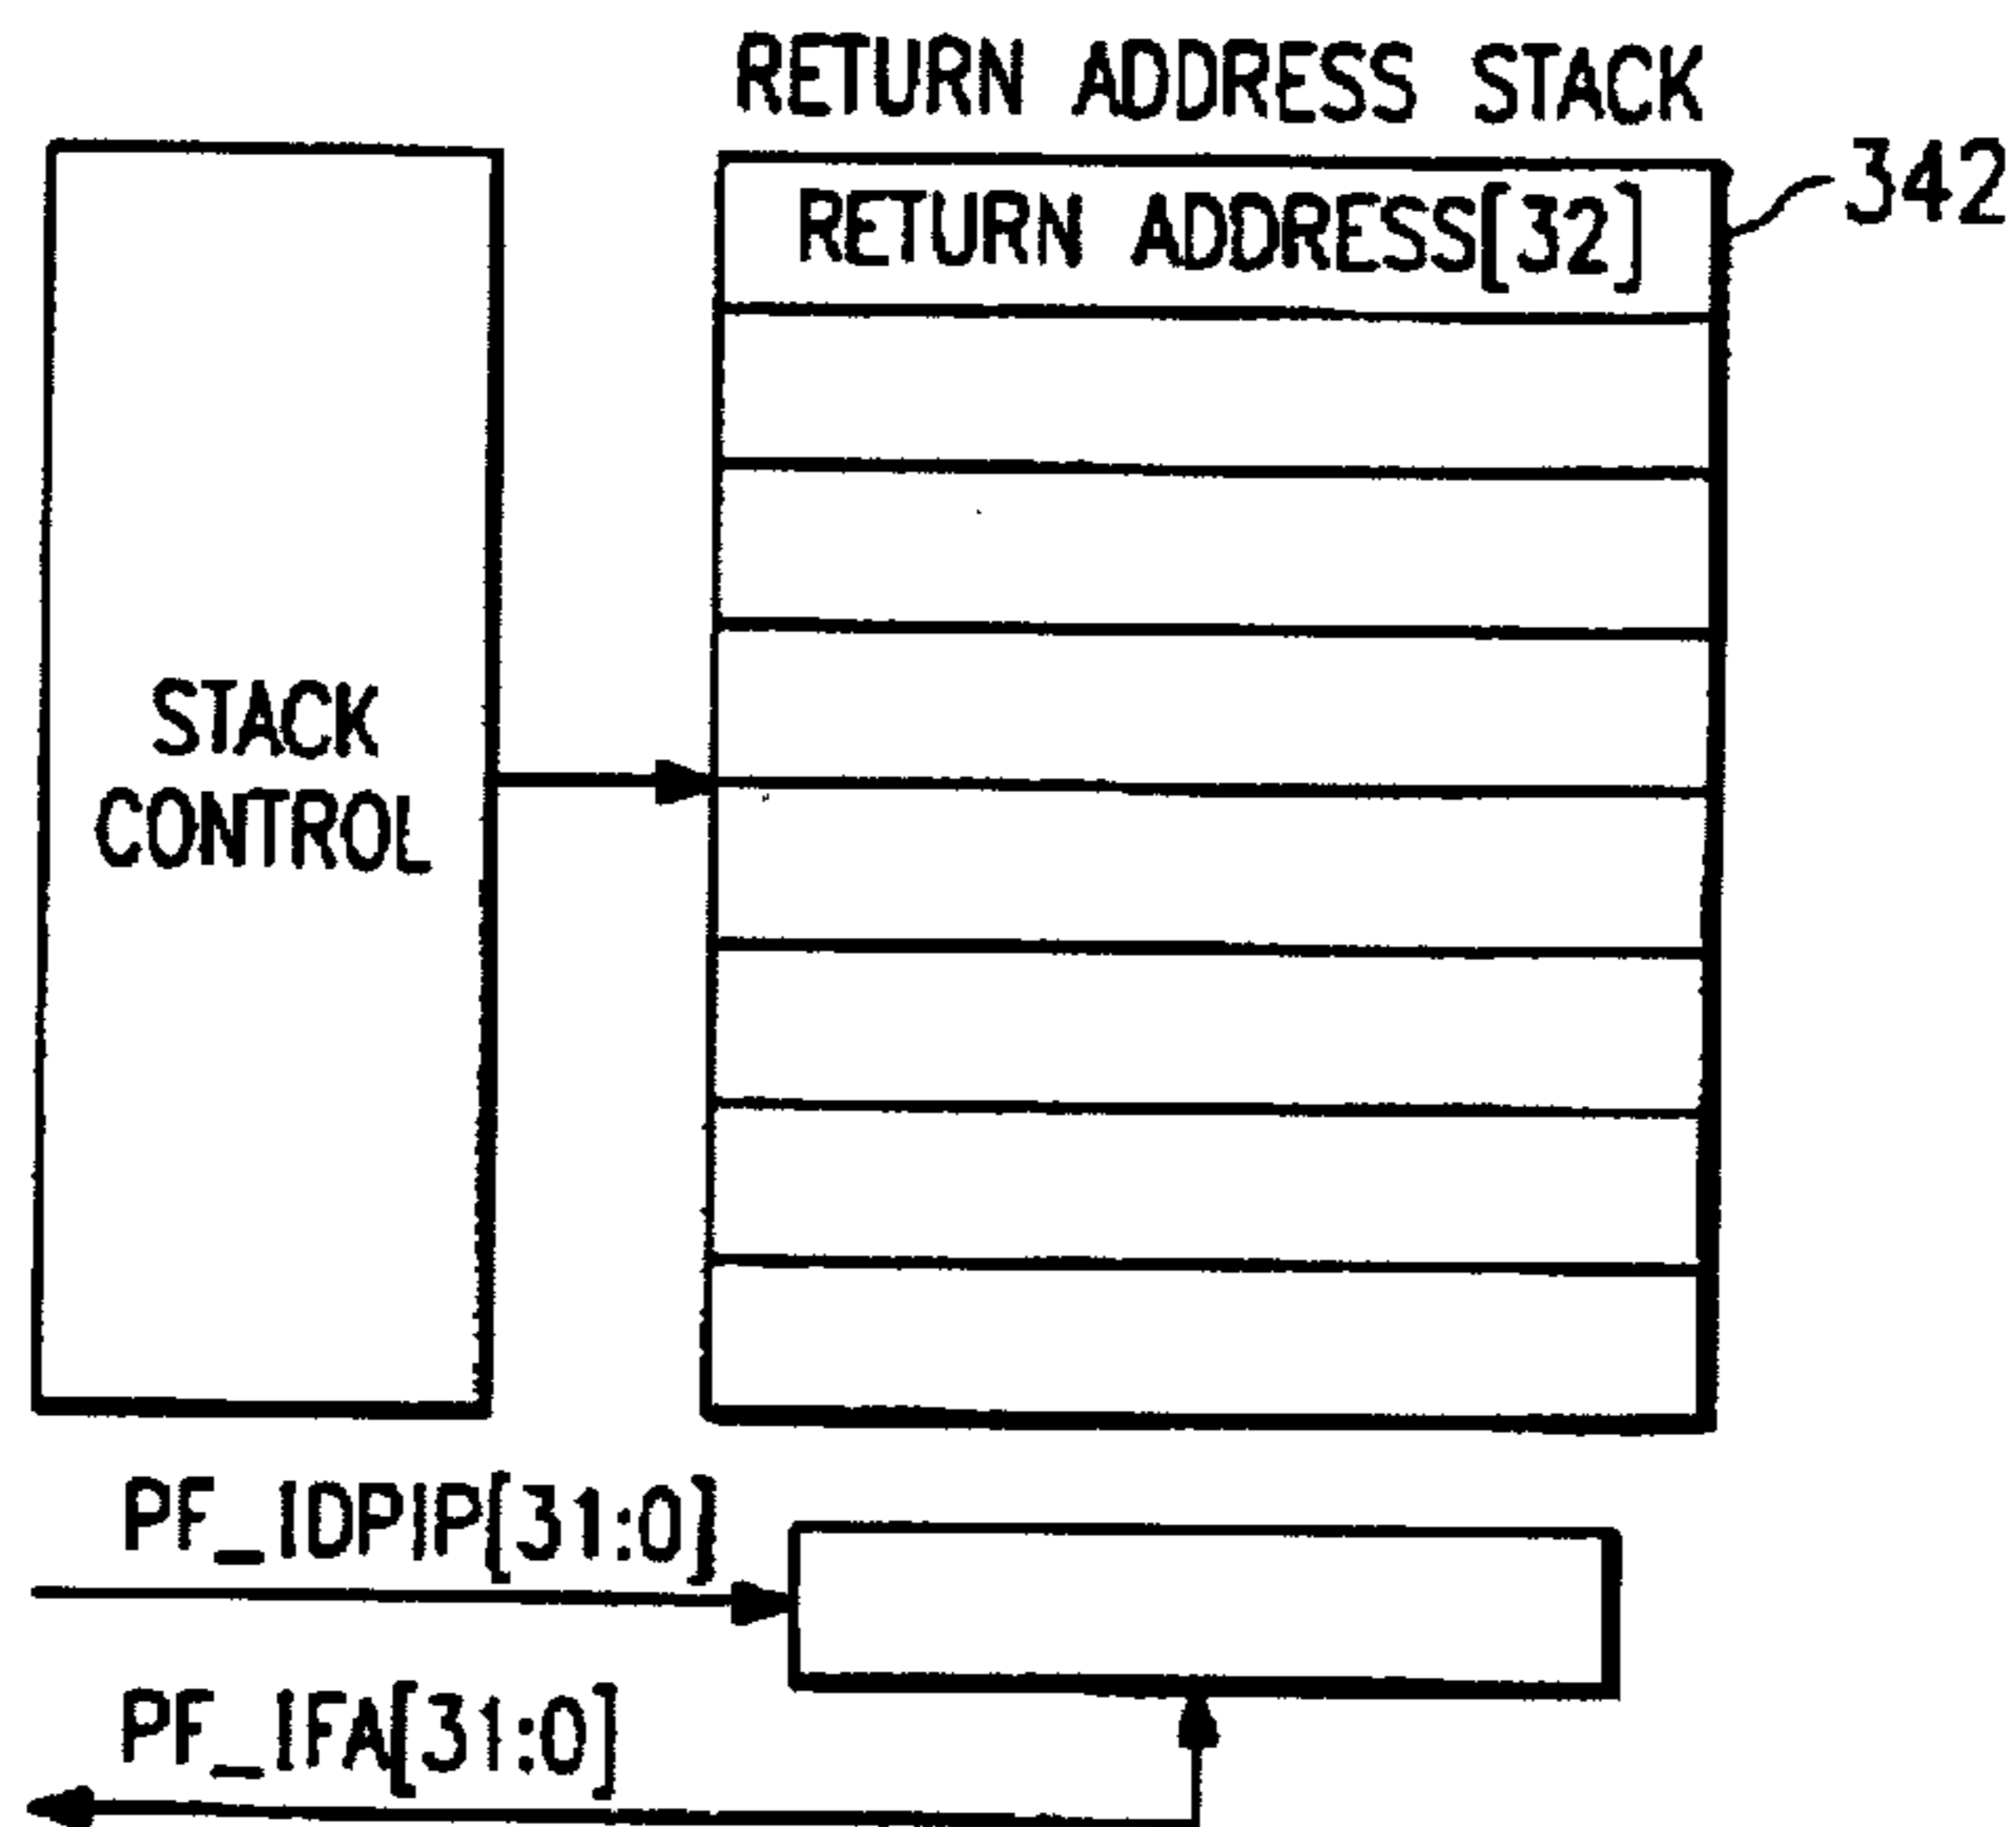 RETURN ADDRESS STACK
342
RETURN ADDRESS[32]
STACK
CONTROL
PF_IDPIP[31:0]
PF_IFA[31:0]